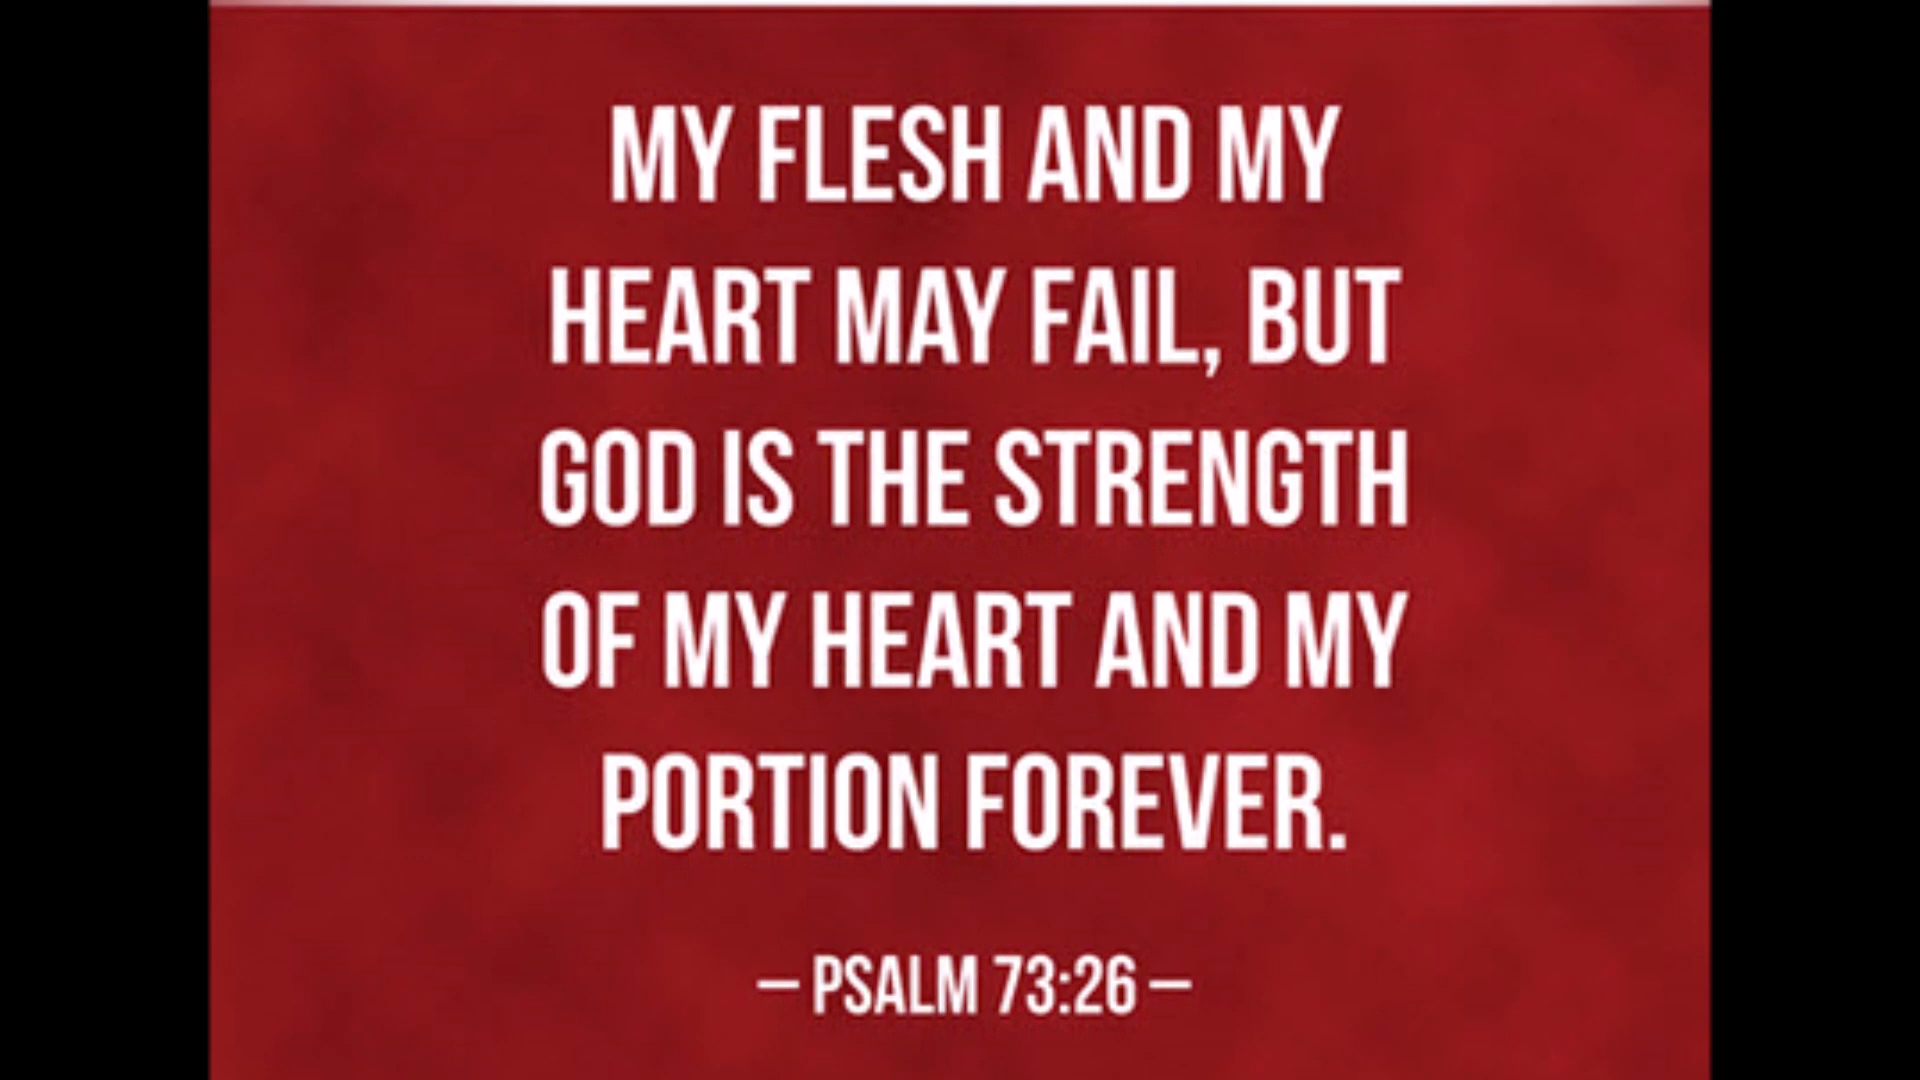 MY FLESH AND MY
HEART MAY FAIL, BUT
GOD IS THE STRENGTH
OF MY HEART AND MY
PORTION FOREVER.
– PSALM 73:26 –